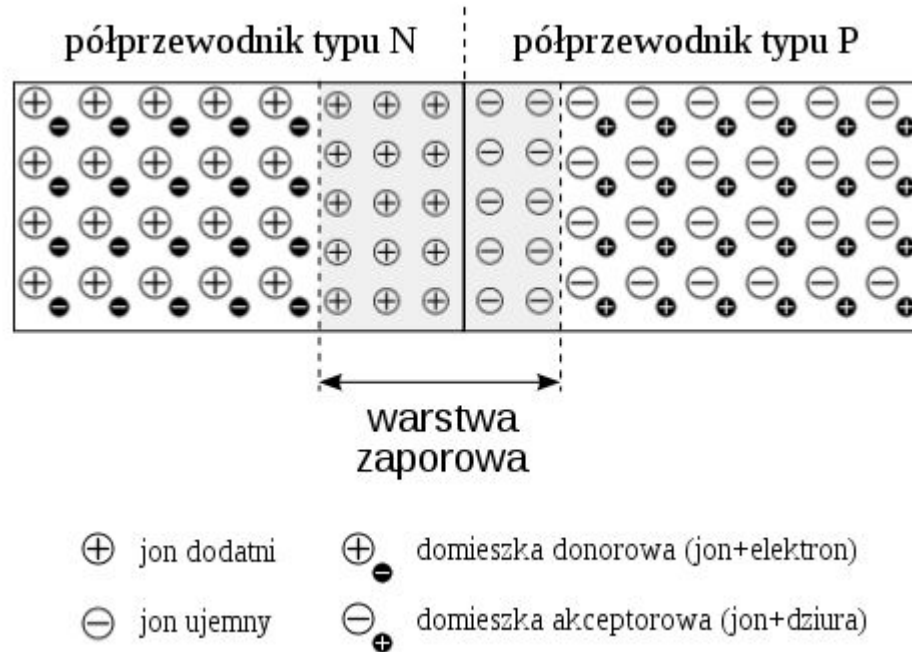 półprzewodnik typu N
półprzewodnik typu P
warstwa
zaporowa
jon dodatni
domieszka donorowa (jon+elektron)
jon ujemny
domieszka akceptorowa (jon+dziura)